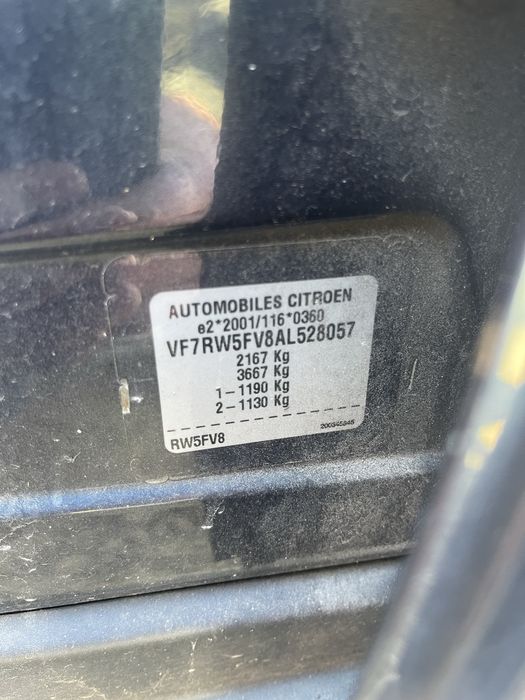 AUTOMOBILES CITROEN
e2*2001/116*0360
VF7RW5FV8AL528057
2167 Kg
3667 Kg
1-1190 Kg
2-1130 Kg
RW5FV8